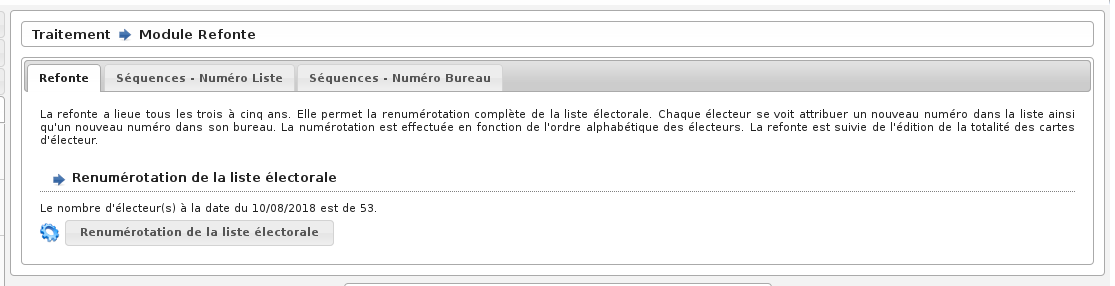 Traitement Module Refonte
Refonte Séquences - Numéro Liste Séquences - Numéro Bureau
La refonte a lieue tous les trois à cinq ans. Elle permet la renumérotation complète de la liste électorale. Chaque électeur se voit attribuer un nouveau numéro dans la liste ainsi
qu'un nouveau numéro dans son bureau. La numérotation est effectuée en fonction de l'ordre alphabétique des électeurs. La refonte est suivie de l'édition de la totalité des cartes
d'électeur.
Renumérotation de la liste électorale
Le nombre d'électeur(s) à la date du 10/08/2018 est de 53.
Renumérotation de la liste électorale